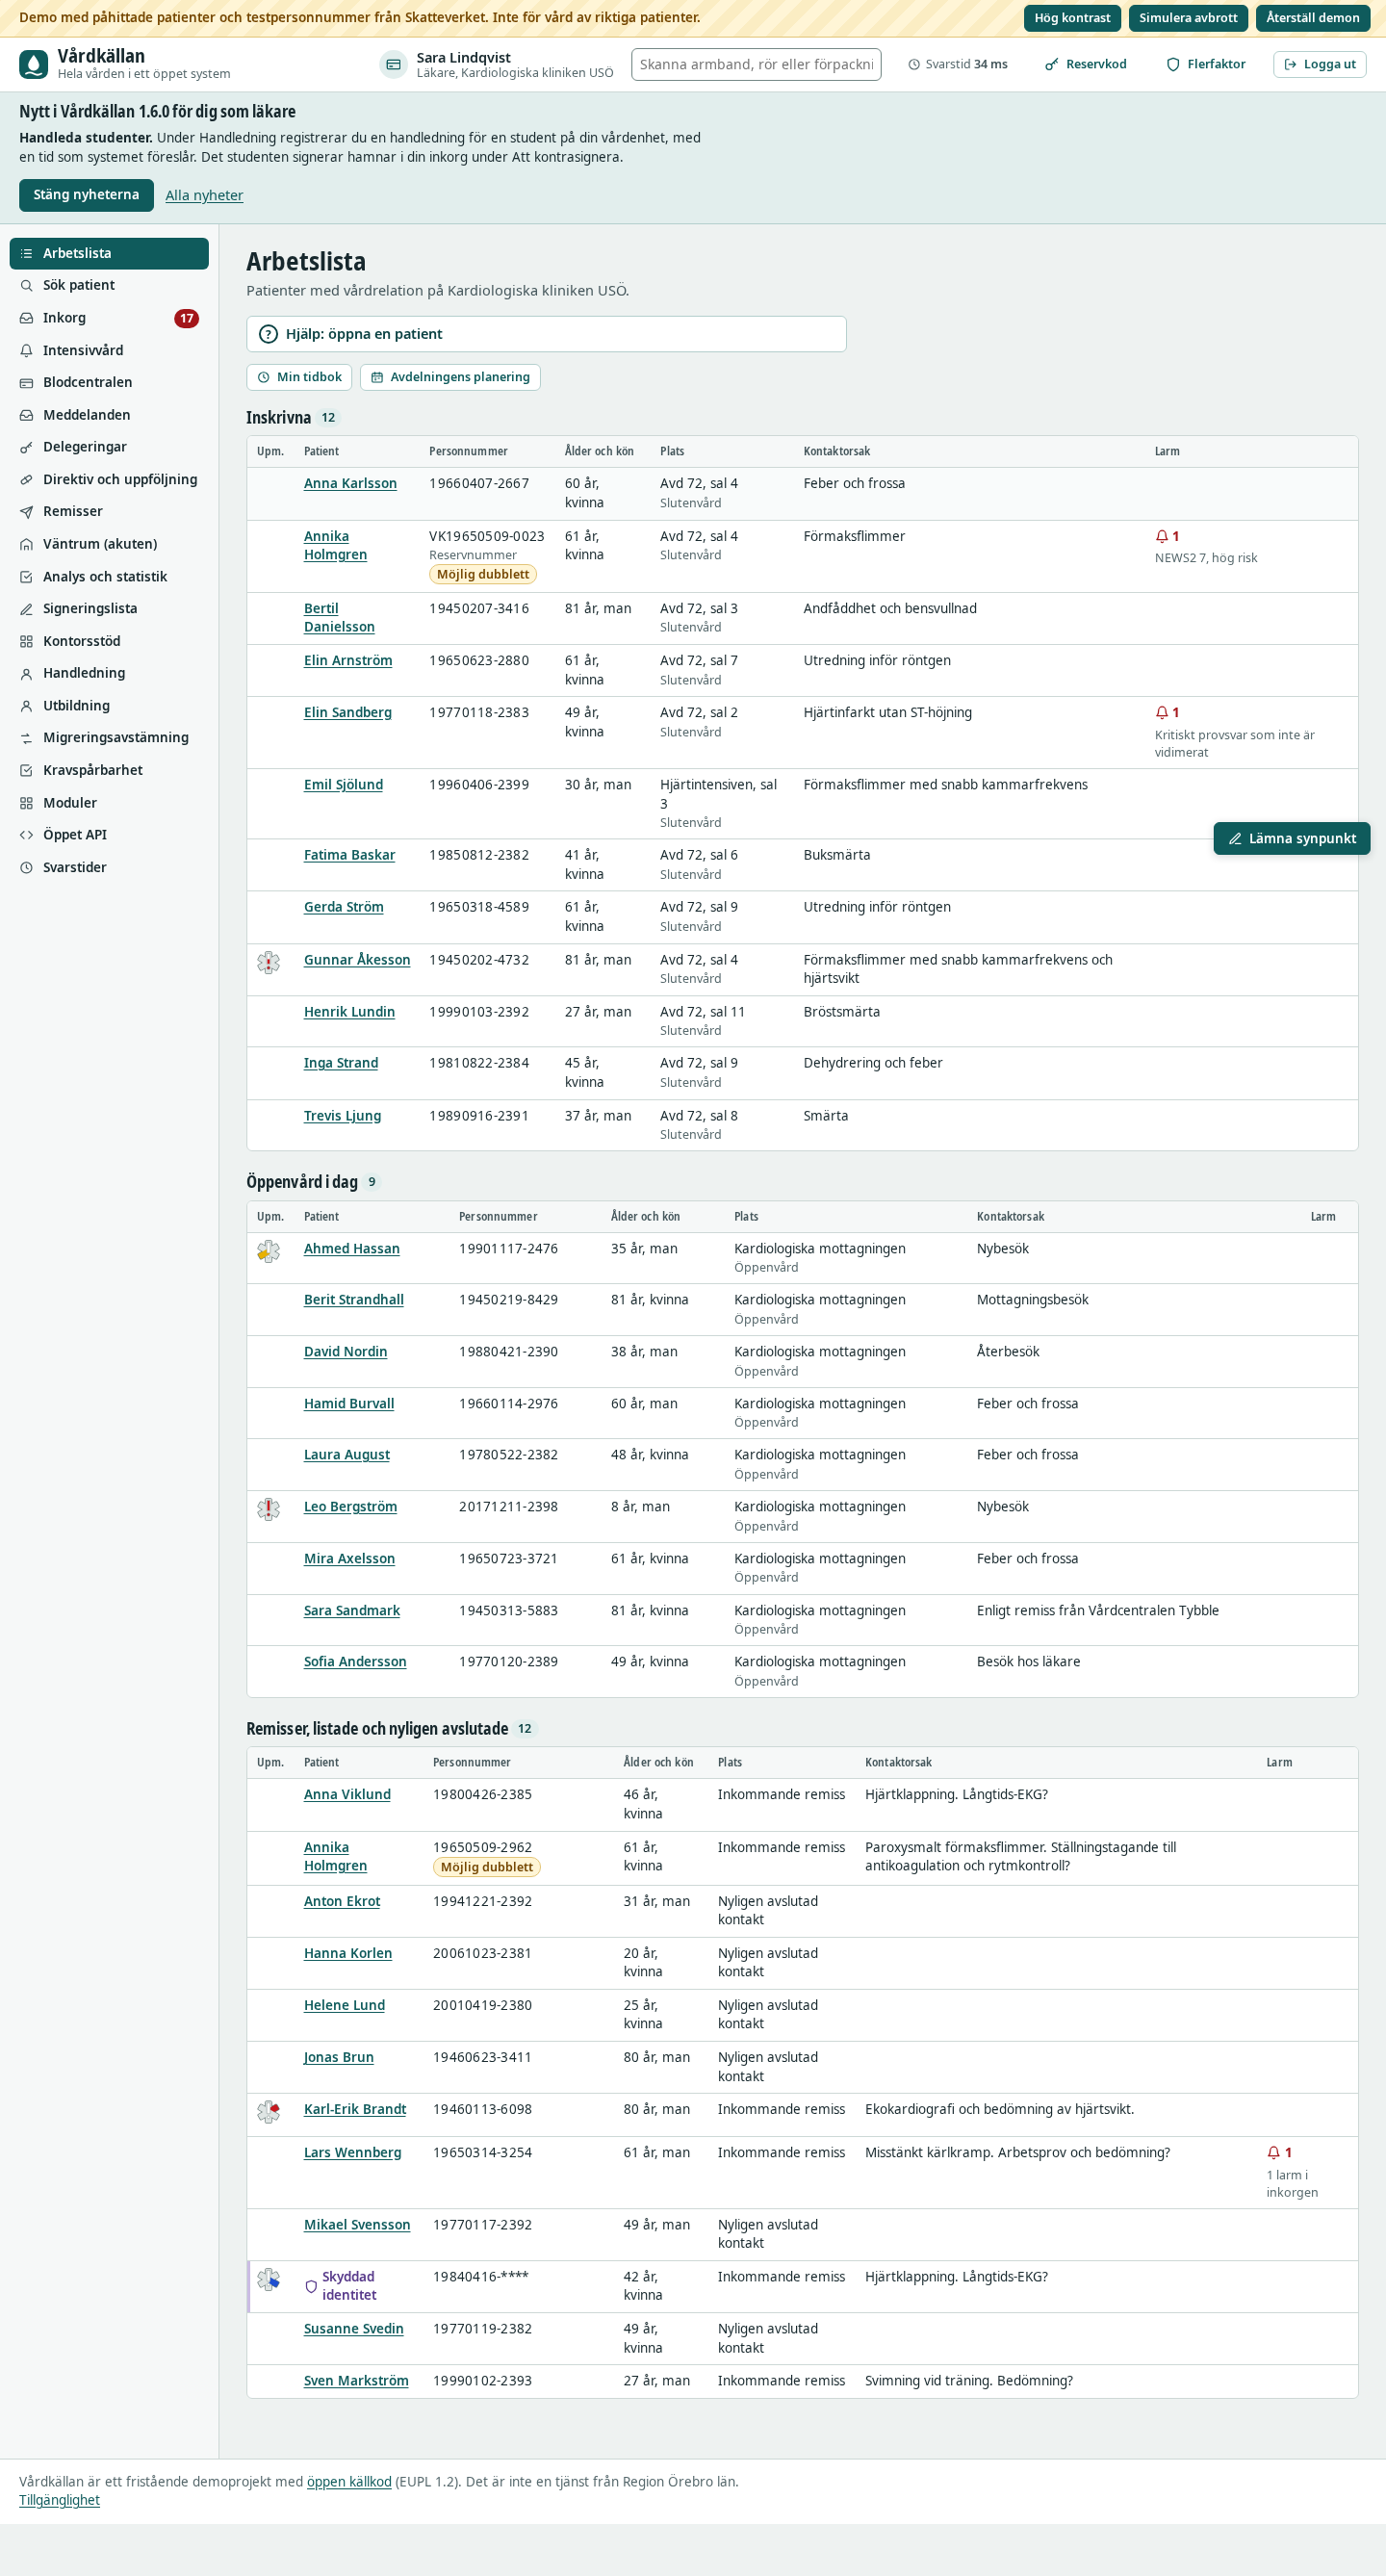 Demo med påhittade patienter och testpersonnummer från Skatteverket. Inte för vård av riktiga patienter.
Hög kontrast
Simulera avbrott
Återställ demon
Vårdkällan
Hela vården i ett öppet system
Sara Lindqvist
Läkare, Kardiologiska kliniken USÖ
Skanna armband, rör eller förpackni
Svarstid 34 ms
Reservkod
Flerfaktor
Logga ut
Nytt i Vårdkällan 1.6.0 för dig som läkare
Handleda studenter. Under Handledning registrerar du en handledning för en student på din vårdenhet, med
en tid som systemet föreslår. Det studenten signerar hamnar i din inkorg under Att kontrasignera.
Stäng nyheterna
Alla nyheter
Arbetslista
Sök patient
Inkorg 17
Intensivvård
Blodcentralen
Meddelanden
Delegeringar
Direktiv och uppföljning
Remisser
Väntrum (akuten)
Analys och statistik
Signeringslista
Kontorsstöd
Handledning
Utbildning
Migreringsavstämning
Kravspårbarhet
Moduler
Öppet API
Svarstider
Arbetslista
Patienter med vårdrelation på Kardiologiska kliniken USÖ.
? Hjälp: öppna en patient
Min tidbok
Avdelningens planering
Inskrivna 12
Upm. Patient Personnummer Ålder och kön Plats Kontaktorsak Larm
Anna Karlsson 19660407-2667 60 år, Avd 72, sal 4 Feber och frossa
kvinna Slutenvård
Annika VK19650509-0023 61 år, Avd 72, sal 4 Förmaksflimmer 1
Holmgren Reservnummer kvinna Slutenvård NEWS2 7, hög risk
Möjlig dubblett
Bertil 19450207-3416 81 år, man Avd 72, sal 3 Andfåddhet och bensvullnad
Danielsson Slutenvård
Elin Arnström 19650623-2880 61 år, Avd 72, sal 7 Utredning inför röntgen
kvinna Slutenvård
Elin Sandberg 19770118-2383 49 år, Avd 72, sal 2 Hjärtinfarkt utan ST-höjning 1
kvinna Slutenvård Kritiskt provsvar som inte är
vidimerat
Emil Sjölund 19960406-2399 30 år, man Hjärtintensiven, sal Förmaksflimmer med snabb kammarfrekvens
3
Slutenvård
Lämna synpunkt
Fatima Baskar 19850812-2382 41 år, Avd 72, sal 6 Buksmärta
kvinna Slutenvård
Gerda Ström 19650318-4589 61 år, Avd 72, sal 9 Utredning inför röntgen
kvinna Slutenvård
Gunnar Åkesson 19450202-4732 81 år, man Avd 72, sal 4 Förmaksflimmer med snabb kammarfrekvens och
Slutenvård hjärtsvikt
Henrik Lundin 19990103-2392 27 år, man Avd 72, sal 11 Bröstsmärta
Slutenvård
Inga Strand 19810822-2384 45 år, Avd 72, sal 9 Dehydrering och feber
kvinna Slutenvård
Trevis Ljung 19890916-2391 37 år, man Avd 72, sal 8 Smärta
Slutenvård
Öppenvård i dag 9
Upm. Patient Personnummer Ålder och kön Plats Kontaktorsak Larm
Ahmed Hassan 19901117-2476 35 år, man Kardiologiska mottagningen Nybesök
Öppenvård
Berit Strandhall 19450219-8429 81 år, kvinna Kardiologiska mottagningen Mottagningsbesök
Öppenvård
David Nordin 19880421-2390 38 år, man Kardiologiska mottagningen Återbesök
Öppenvård
Hamid Burvall 19660114-2976 60 år, man Kardiologiska mottagningen Feber och frossa
Öppenvård
Laura August 19780522-2382 48 år, kvinna Kardiologiska mottagningen Feber och frossa
Öppenvård
Leo Bergström 20171211-2398 8 år, man Kardiologiska mottagningen Nybesök
Öppenvård
Mira Axelsson 19650723-3721 61 år, kvinna Kardiologiska mottagningen Feber och frossa
Öppenvård
Sara Sandmark 19450313-5883 81 år, kvinna Kardiologiska mottagningen Enligt remiss från Vårdcentralen Tybble
Öppenvård
Sofia Andersson 19770120-2389 49 år, kvinna Kardiologiska mottagningen Besök hos läkare
Öppenvård
Remisser, listade och nyligen avslutade 12
Upm. Patient Personnummer Ålder och kön Plats Kontaktorsak Larm
Anna Viklund 19800426-2385 46 år, Inkommande remiss Hjärtklappning. Långtids-EKG?
kvinna
Annika 19650509-2962 61 år, Inkommande remiss Paroxysmalt förmaksflimmer. Ställningstagande till
Holmgren Möjlig dubblett kvinna antikoagulation och rytmkontroll?
Anton Ekrot 19941221-2392 31 år, man Nyligen avslutad
kontakt
Hanna Korlen 20061023-2381 20 år, Nyligen avslutad
kvinna kontakt
Helene Lund 20010419-2380 25 år, Nyligen avslutad
kvinna kontakt
Jonas Brun 19460623-3411 80 år, man Nyligen avslutad
kontakt
Karl-Erik Brandt 19460113-6098 80 år, man Inkommande remiss Ekokardiografi och bedömning av hjärtsvikt.
Lars Wennberg 19650314-3254 61 år, man Inkommande remiss Misstänkt kärlkramp. Arbetsprov och bedömning? 1
1 larm i
inkorgen
Mikael Svensson 19770117-2392 49 år, man Nyligen avslutad
kontakt
Skyddad 19840416-**** 42 år, Inkommande remiss Hjärtklappning. Långtids-EKG?
identitet kvinna
Susanne Svedin 19770119-2382 49 år, Nyligen avslutad
kvinna kontakt
Sven Markström 19990102-2393 27 år, man Inkommande remiss Svimning vid träning. Bedömning?
Vårdkällan är ett fristående demoprojekt med öppen källkod (EUPL 1.2). Det är inte en tjänst från Region Örebro län.
Tillgänglighet